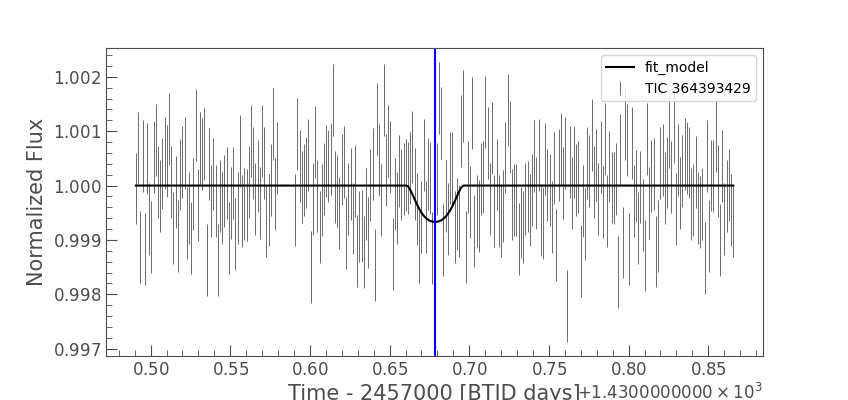 fit_model
TIC 364393429
1.002
1.001
1.000
0.999
0.998
0.997
Normalized Flux
0.50 0.55 0.60 0.65 0.70 0.75 0.80 0.85
Time - 2457000 [BTJD days]
+1.4300000000 × 10³